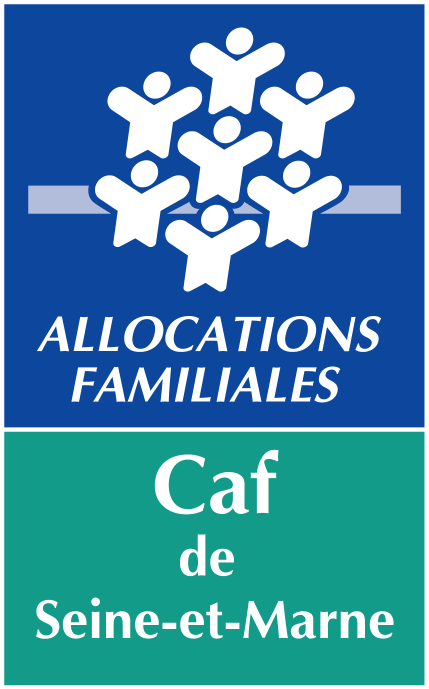 ALLOCATIONS
FAMILIALES
Caf
de
Seine-et-Marne